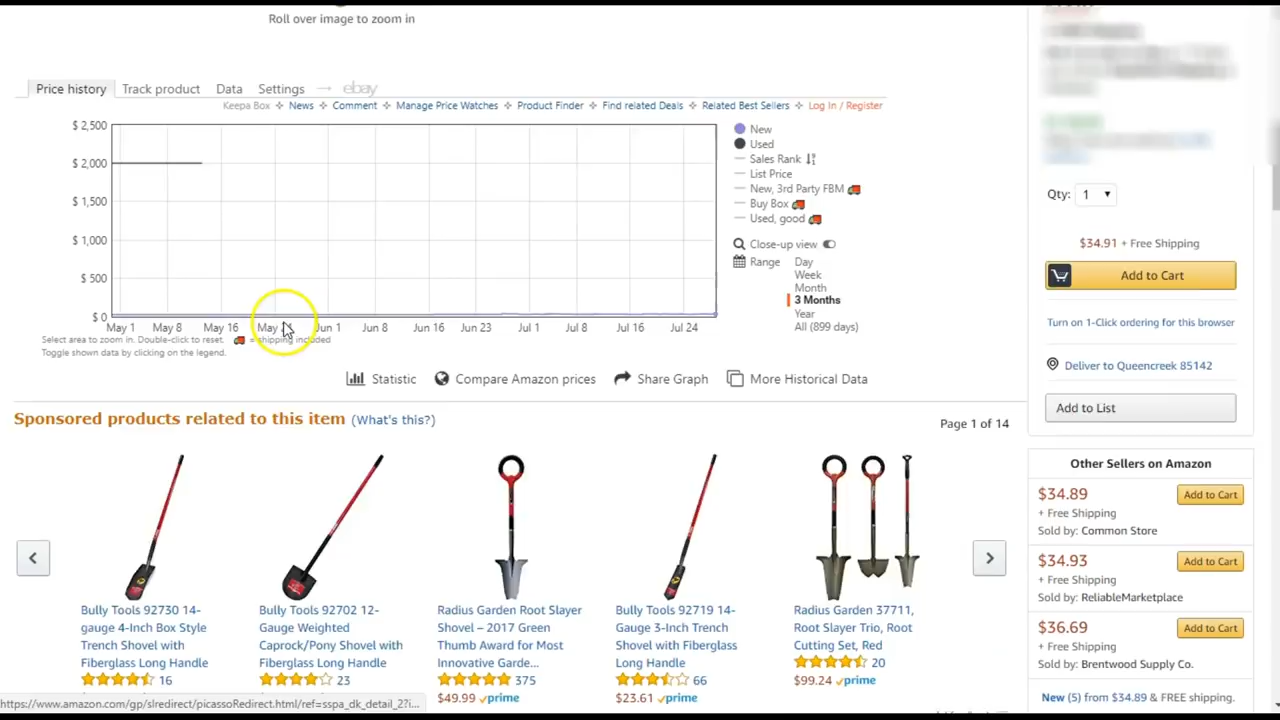 Roll over image to zoom in
Price history
Track product
Data
Settings
ebay
Keepa Box
News
Comment
Manage Price Watches
Product Finder
Find related Deals
Related Best Sellers
Log In / Register
$ 2,500
$ 2,000
$ 1,500
$ 1,000
$ 500
$ 0
May 1
May 8
May 16
May
Jun 1
Jun 8
Jun 16
Jun 23
Jul 1
Jul 8
Jul 16
Jul 24
Select area to zoom in. Double-click to reset.
= shipping included
Toggle shown data by clicking on the legend.
New
Used
Sales Rank
List Price
New, 3rd Party FBM
Buy Box
Used, good
Close-up view
Range
Day
Week
Month
3 Months
Year
All (899 days)
Statistic
Compare Amazon prices
Share Graph
More Historical Data
Qty: 1
$34.91 + Free Shipping
Add to Cart
Turn on 1-Click ordering for this browser
Deliver to Queencreek 85142
Add to List
Sponsored products related to this item (What's this?)
Page 1 of 14
Bully Tools 92730 14-
gauge 4-Inch Box Style
Trench Shovel with
Fiberglass Long Handle
16
Bully Tools 92702 12-
Gauge Weighted
Caprock/Pony Shovel with
Fiberglass Long Handle
23
Radius Garden Root Slayer
Shovel – 2017 Green
Thumb Award for Most
Innovative Garde...
375
$49.99 prime
Bully Tools 92719 14-
Gauge 3-Inch Trench
Shovel with Fiberglass
Long Handle
66
$23.61 prime
Radius Garden 37711,
Root Slayer Trio, Root
Cutting Set, Red
20
$99.24 prime
Other Sellers on Amazon
$34.89
Add to Cart
+ Free Shipping
Sold by: Common Store
$34.93
Add to Cart
+ Free Shipping
Sold by: ReliableMarketplace
$36.69
Add to Cart
+ Free Shipping
Sold by: Brentwood Supply Co.
New (5) from $34.89 & FREE shipping.
https://www.amazon.com/gp/slredirect/picassoRedirect.html/ref=sspa_dk_detail_2?i...